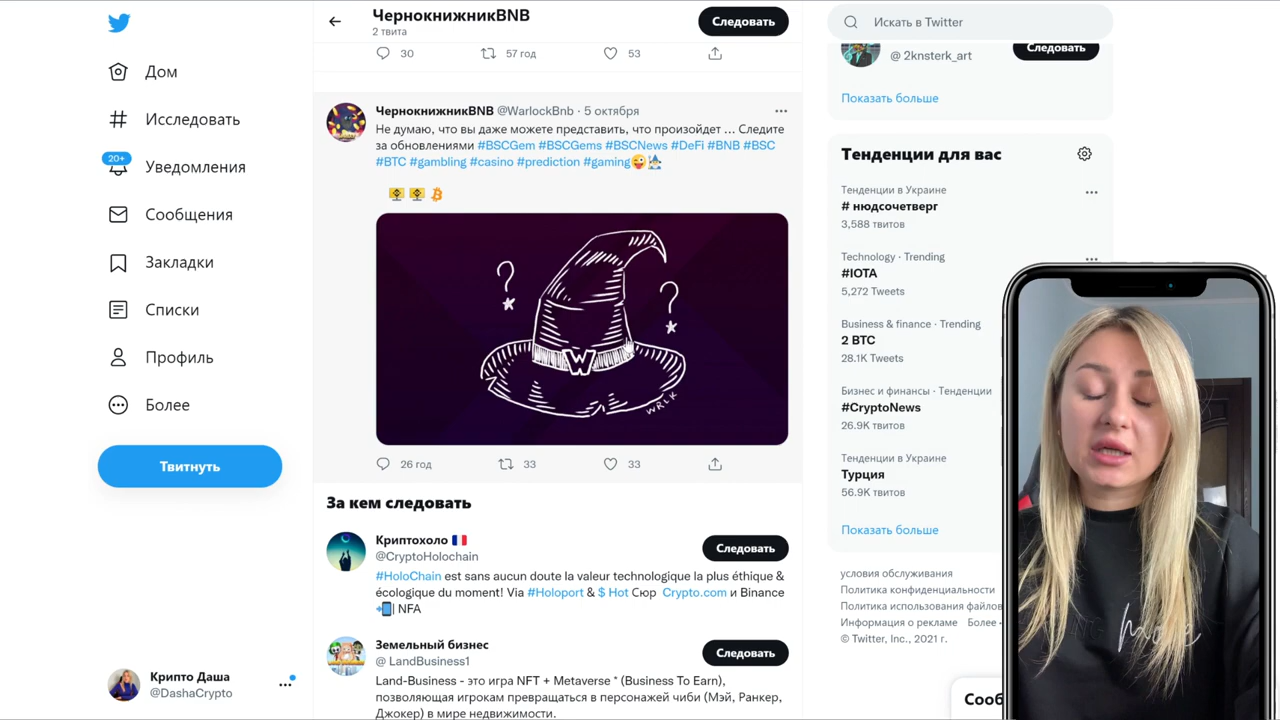 ЧернокнижникBNB
2 твита
Следовать
30
57 год
53
Дом
Исследовать
20+
Уведомления
Сообщения
Закладки
Списки
Профиль
Более
Твитнуть
Крипто Даша
@DashaCrypto
ЧернокнижникBNB @WarlockBnb · 5 октября
Не думаю, что вы даже можете представить, что произойдет ... Следите
за обновлениями #BSCGem #BSCGems #BSCNews #DeFi #BNB #BSC
#BTC #gambling #casino #prediction #gaming
W
WRLK
26 год
33
33
За кем следовать
Криптохоло
@CryptoHolochain
Следовать
#HoloChain est sans aucun doute la valeur technologique la plus éthique &
écologique du moment! Via #Holoport & $ Hot Сюр Crypto.com и Binance
| NFA
Земельный бизнес
@ LandBusiness1
Следовать
Land-Business - это игра NFT + Metaverse * (Business To Earn),
позволяющая игрокам превращаться в персонажей чиби (Мэй, Ранкер,
Джокер) в мире недвижимости.
Искать в Twitter
@ 2knsterk_art
Следовать
Показать больше
Тенденции для вас
Тенденции в Украине
# нюдсочетверг
3,588 твитов
Technology · Trending
#IOTA
5,272 Tweets
Business & finance · Trending
2 BTC
28.1K Tweets
Бизнес и финансы · Тенденции
#CryptoNews
26.9K твитов
Тенденции в Украине
Турция
56.9K твитов
Показать больше
условия обслуживания
Политика конфиденциальности
Политика использования файлов
Информация о рекламе Более
© Twitter, Inc., 2021 г.
Сооб